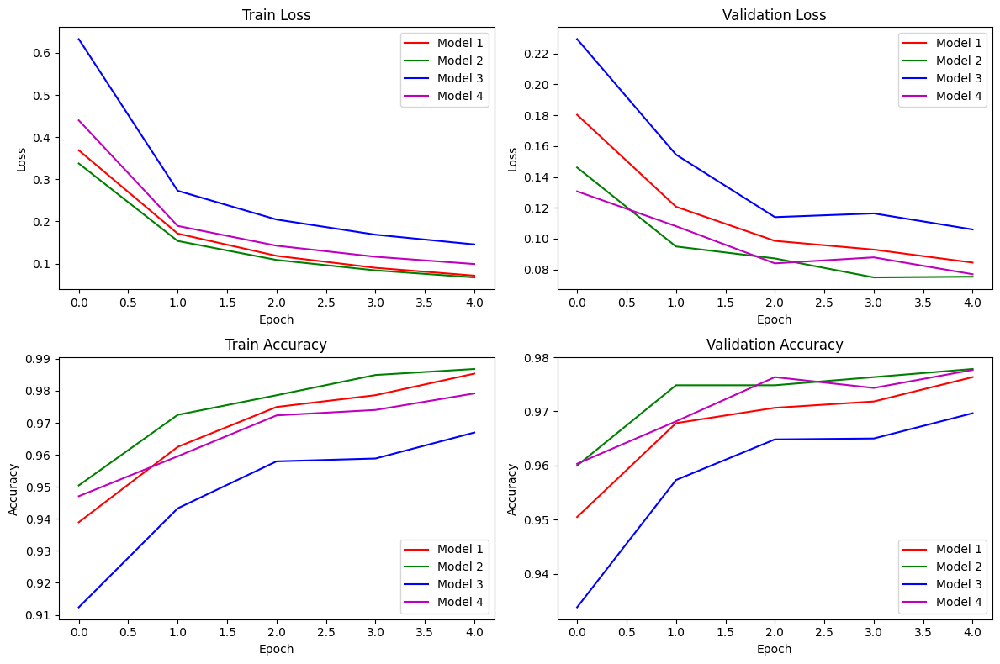 Train Loss
Loss
0.6
0.5
0.4
0.3
0.2
0.1
0.0 0.5 1.0 1.5 2.0 2.5 3.0 3.5 4.0
Epoch
Model 1
Model 2
Model 3
Model 4
Validation Loss
Loss
0.22
0.20
0.18
0.16
0.14
0.12
0.10
0.08
0.0 0.5 1.0 1.5 2.0 2.5 3.0 3.5 4.0
Epoch
Model 1
Model 2
Model 3
Model 4
Train Accuracy
Accuracy
0.99
0.98
0.97
0.96
0.95
0.94
0.93
0.92
0.91
0.0 0.5 1.0 1.5 2.0 2.5 3.0 3.5 4.0
Epoch
Model 1
Model 2
Model 3
Model 4
Validation Accuracy
Accuracy
0.98
0.97
0.96
0.95
0.94
0.0 0.5 1.0 1.5 2.0 2.5 3.0 3.5 4.0
Epoch
Model 1
Model 2
Model 3
Model 4